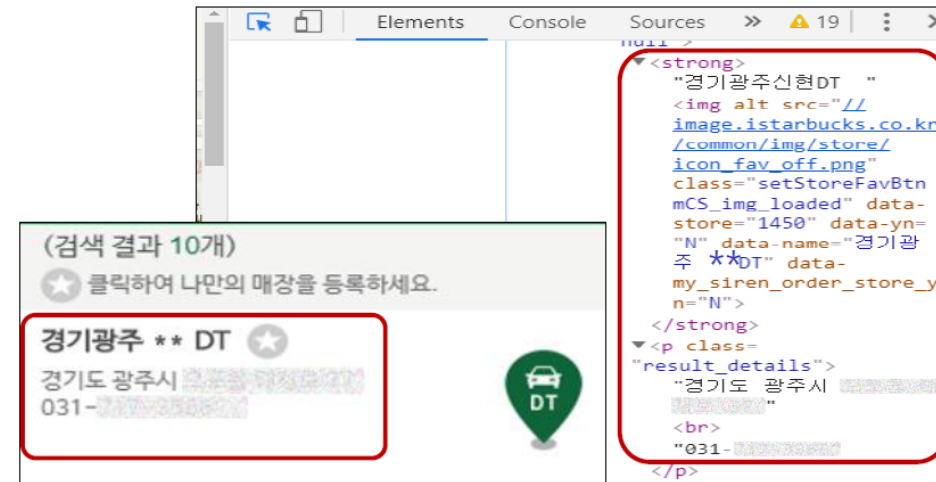 Elements Console Sources » 19
null >
▼<strong>
"경기광주신현DT "
<img alt src="//
image.istarbucks.co.kr
/common/img/store/
icon_fav_off.png"
class="setStoreFavBtn
mCS_img_loaded" data-
store="1450" data-yn=
"N" data-name="경기광
주 **DT" data-
my_siren_order_store_y
n="N">
</strong>
▼<p class=
"result_details">
"경기도 광주시
"
<br>
"031-
</p>
(검색 결과 10개)
클릭하여 나만의 매장을 등록하세요.
경기광주 ** DT
경기도 광주시
031-
DT